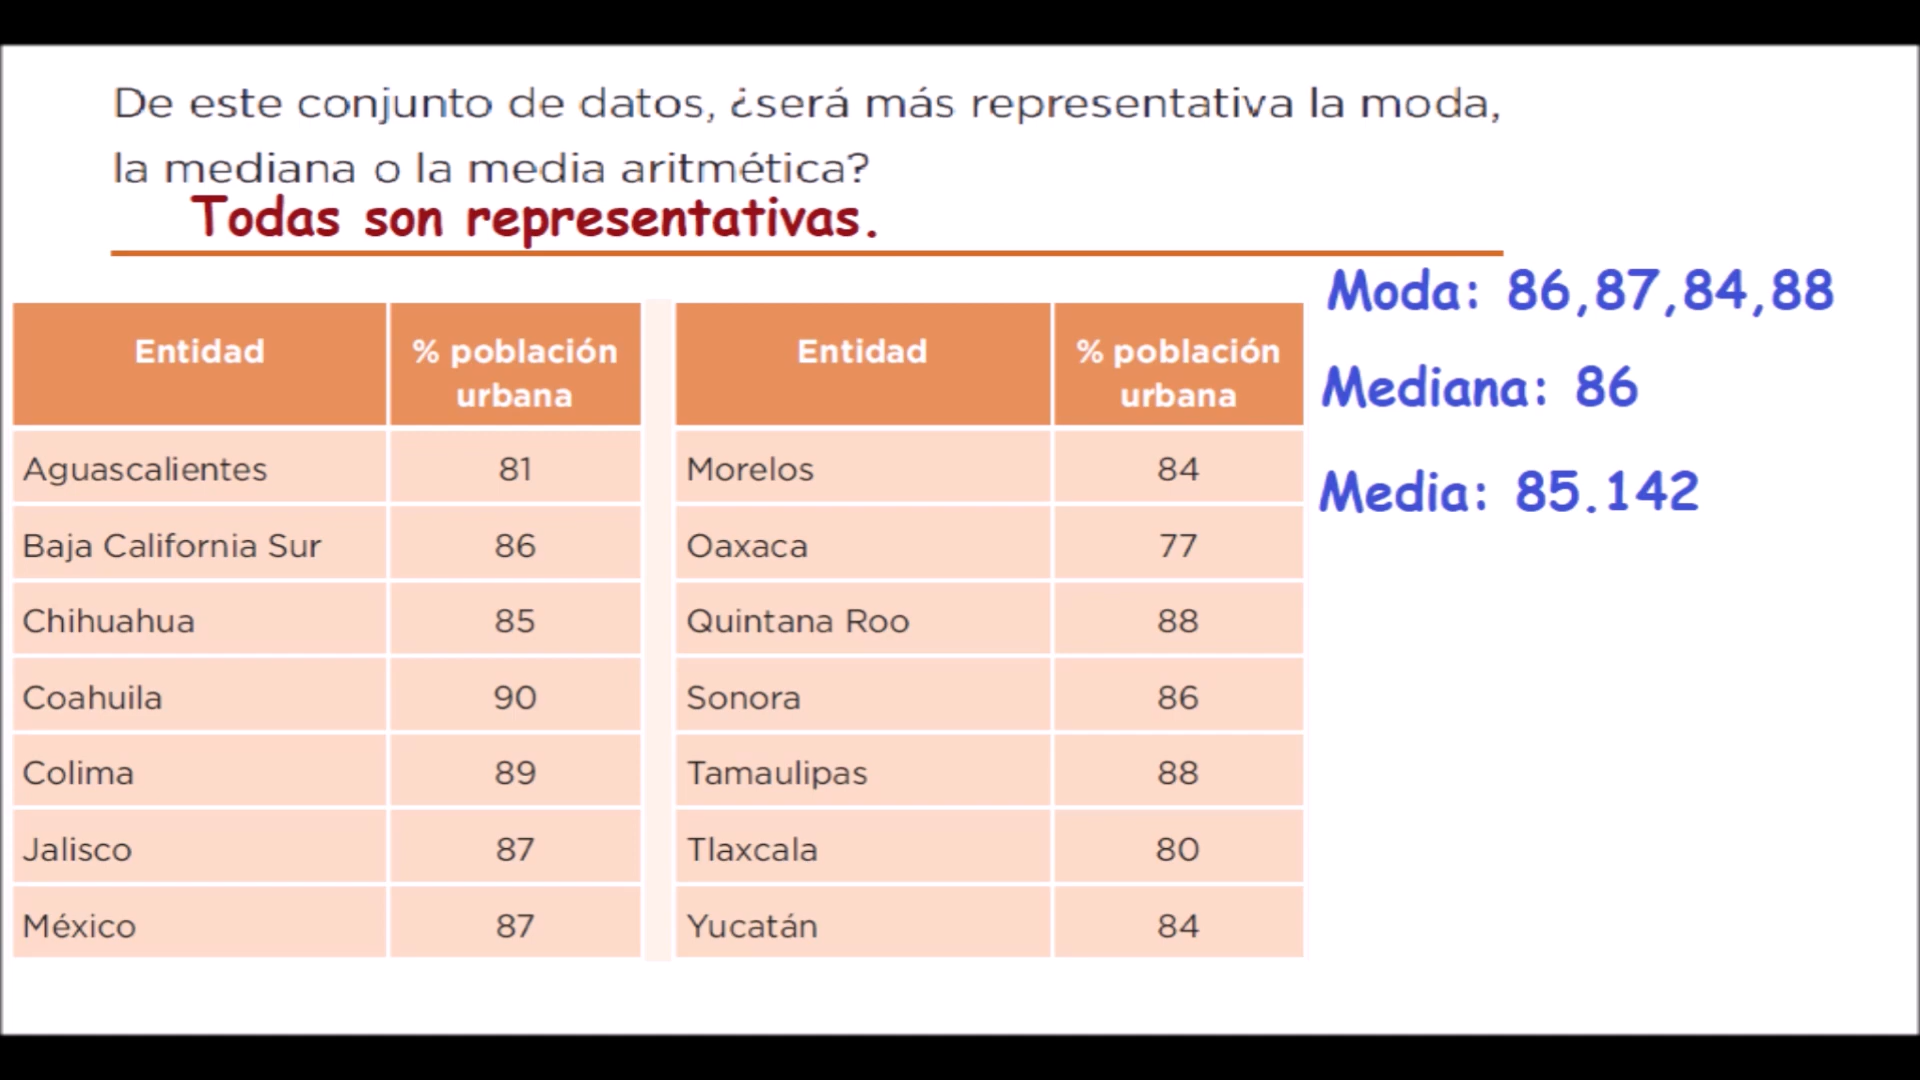 De este conjunto de datos, ¿será más representativa la moda,
la mediana o la media aritmética?
Todas son representativas.
Moda: 86,87,84,88
Mediana: 86
Media: 85.142
Entidad % población urbana Entidad % población urbana
Aguascalientes 81 Morelos 84
Baja California Sur 86 Oaxaca 77
Chihuahua 85 Quintana Roo 88
Coahuila 90 Sonora 86
Colima 89 Tamaulipas 88
Jalisco 87 Tlaxcala 80
México 87 Yucatán 84